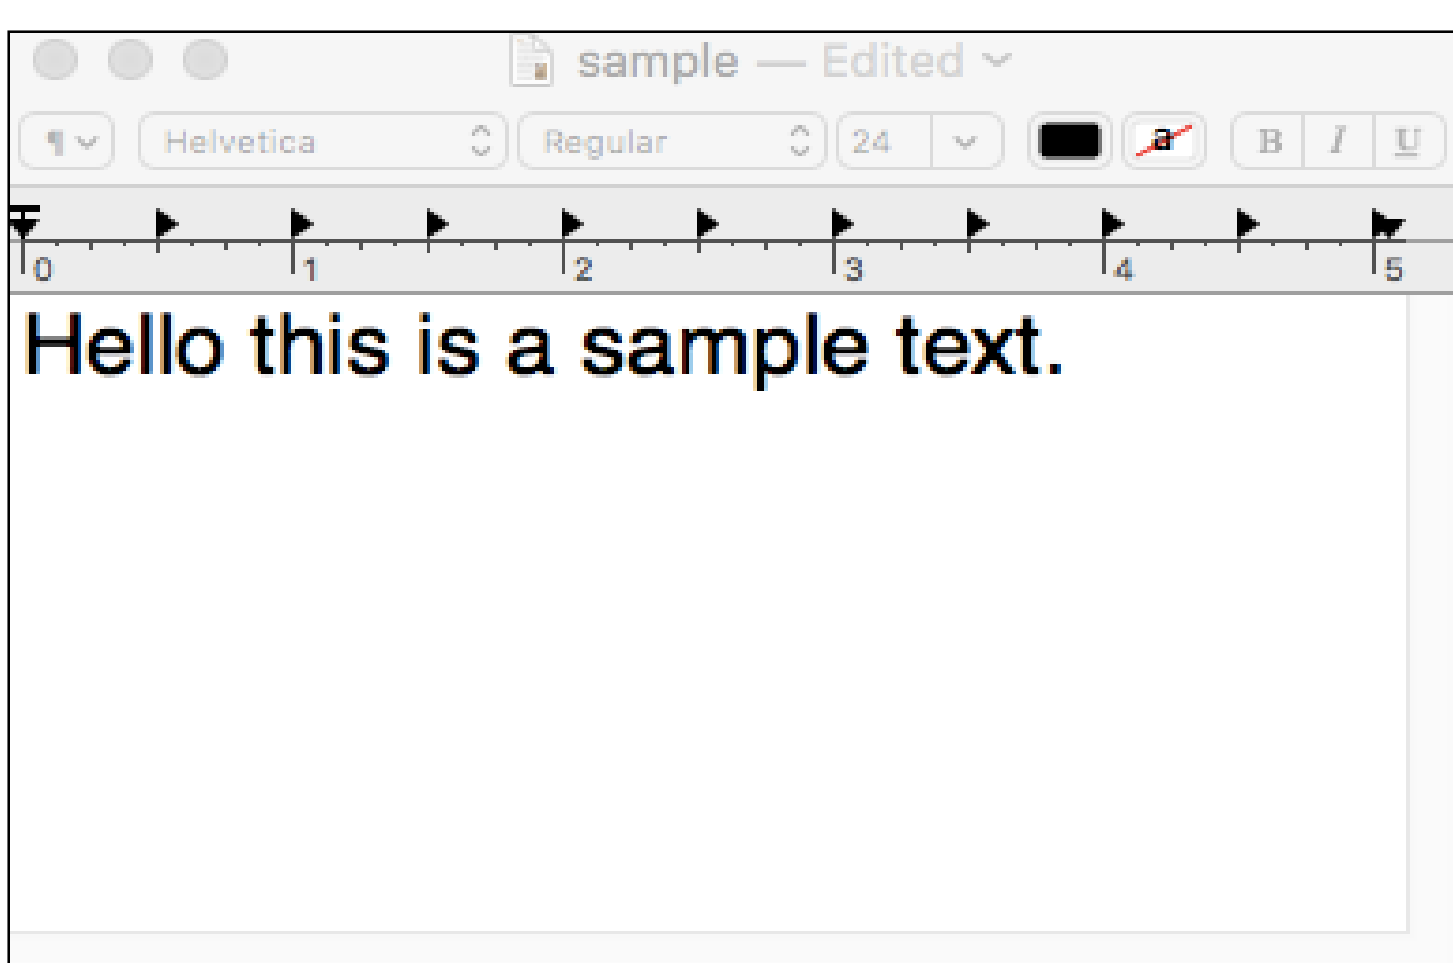 sample — Edited
¶ Helvetica Regular 24 a B I U
0 1 2 3 4 5
Hello this is a sample text.